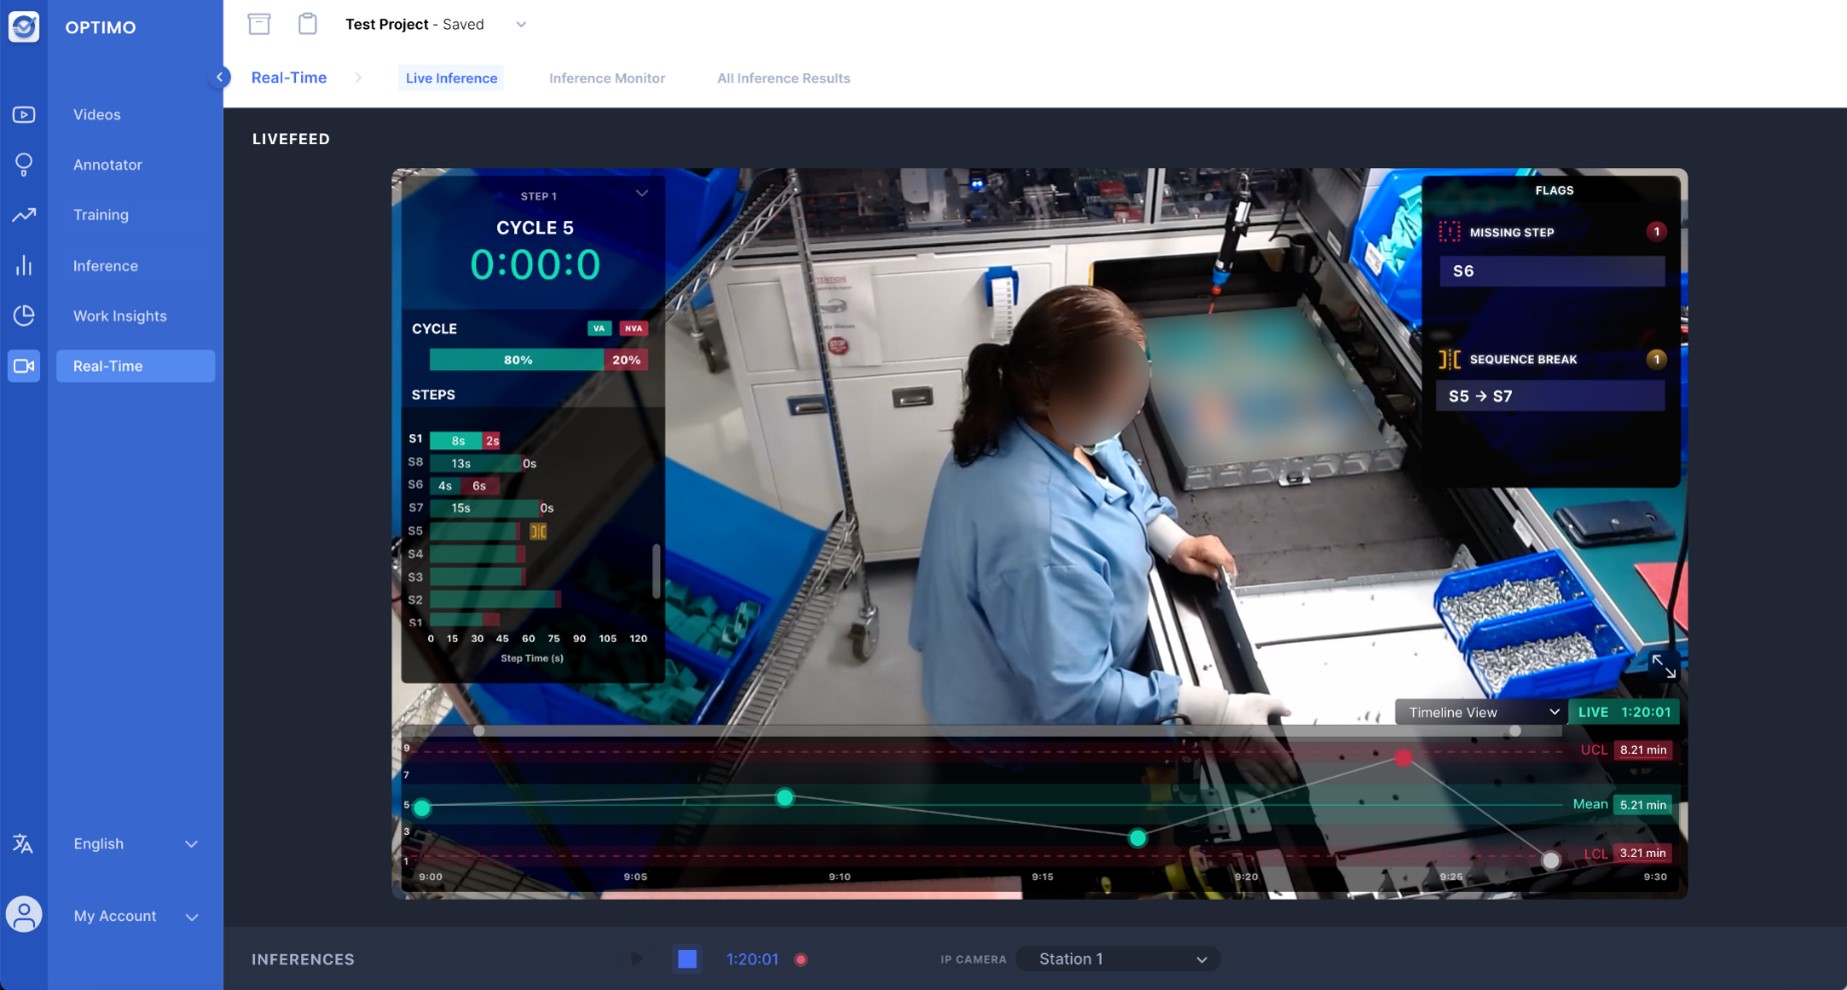 OPTIMO
Test Project - Saved
Real-Time
Live Inference
Inference Monitor
All Inference Results
Videos
Annotator
Training
Inference
Work Insights
Real-Time
English
My Account
LIVEFEED
STEP 1
CYCLE 5
0:00:0
CYCLE
VA
NVA
80%
20%
STEPS
S1 8s 2s
S8 13s 0s
S6 4s 6s
S7 15s 0s
S5
S4
S3
S2
S1
0 15 30 45 60 75 90 105 120
Step Time (s)
FLAGS
MISSING STEP 1
S6
SEQUENCE BREAK 1
S5 → S7
STOP
Timeline View
LIVE 1:20:01
9
7
5
3
1
UCL 8.21 min
Mean 5.21 min
LCL 3.21 min
9:00 9:05 9:10 9:15 9:20 9:25 9:30
INFERENCES
1:20:01
IP CAMERA
Station 1